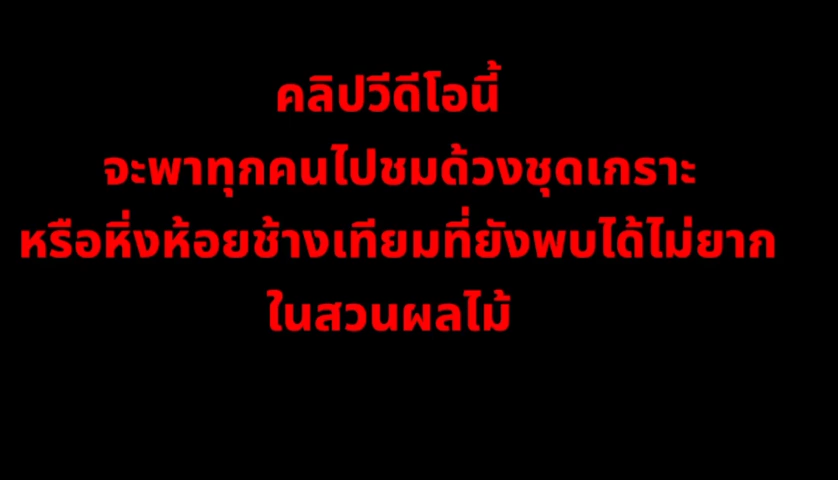 คลิปวีดีโอนี้
จะพาทุกคนไปชมด้วงชุดเกราะ
หรือหิ่งห้อยช้างเทียมที่ยังพบได้ไม่ยาก
ในสวนผลไม้